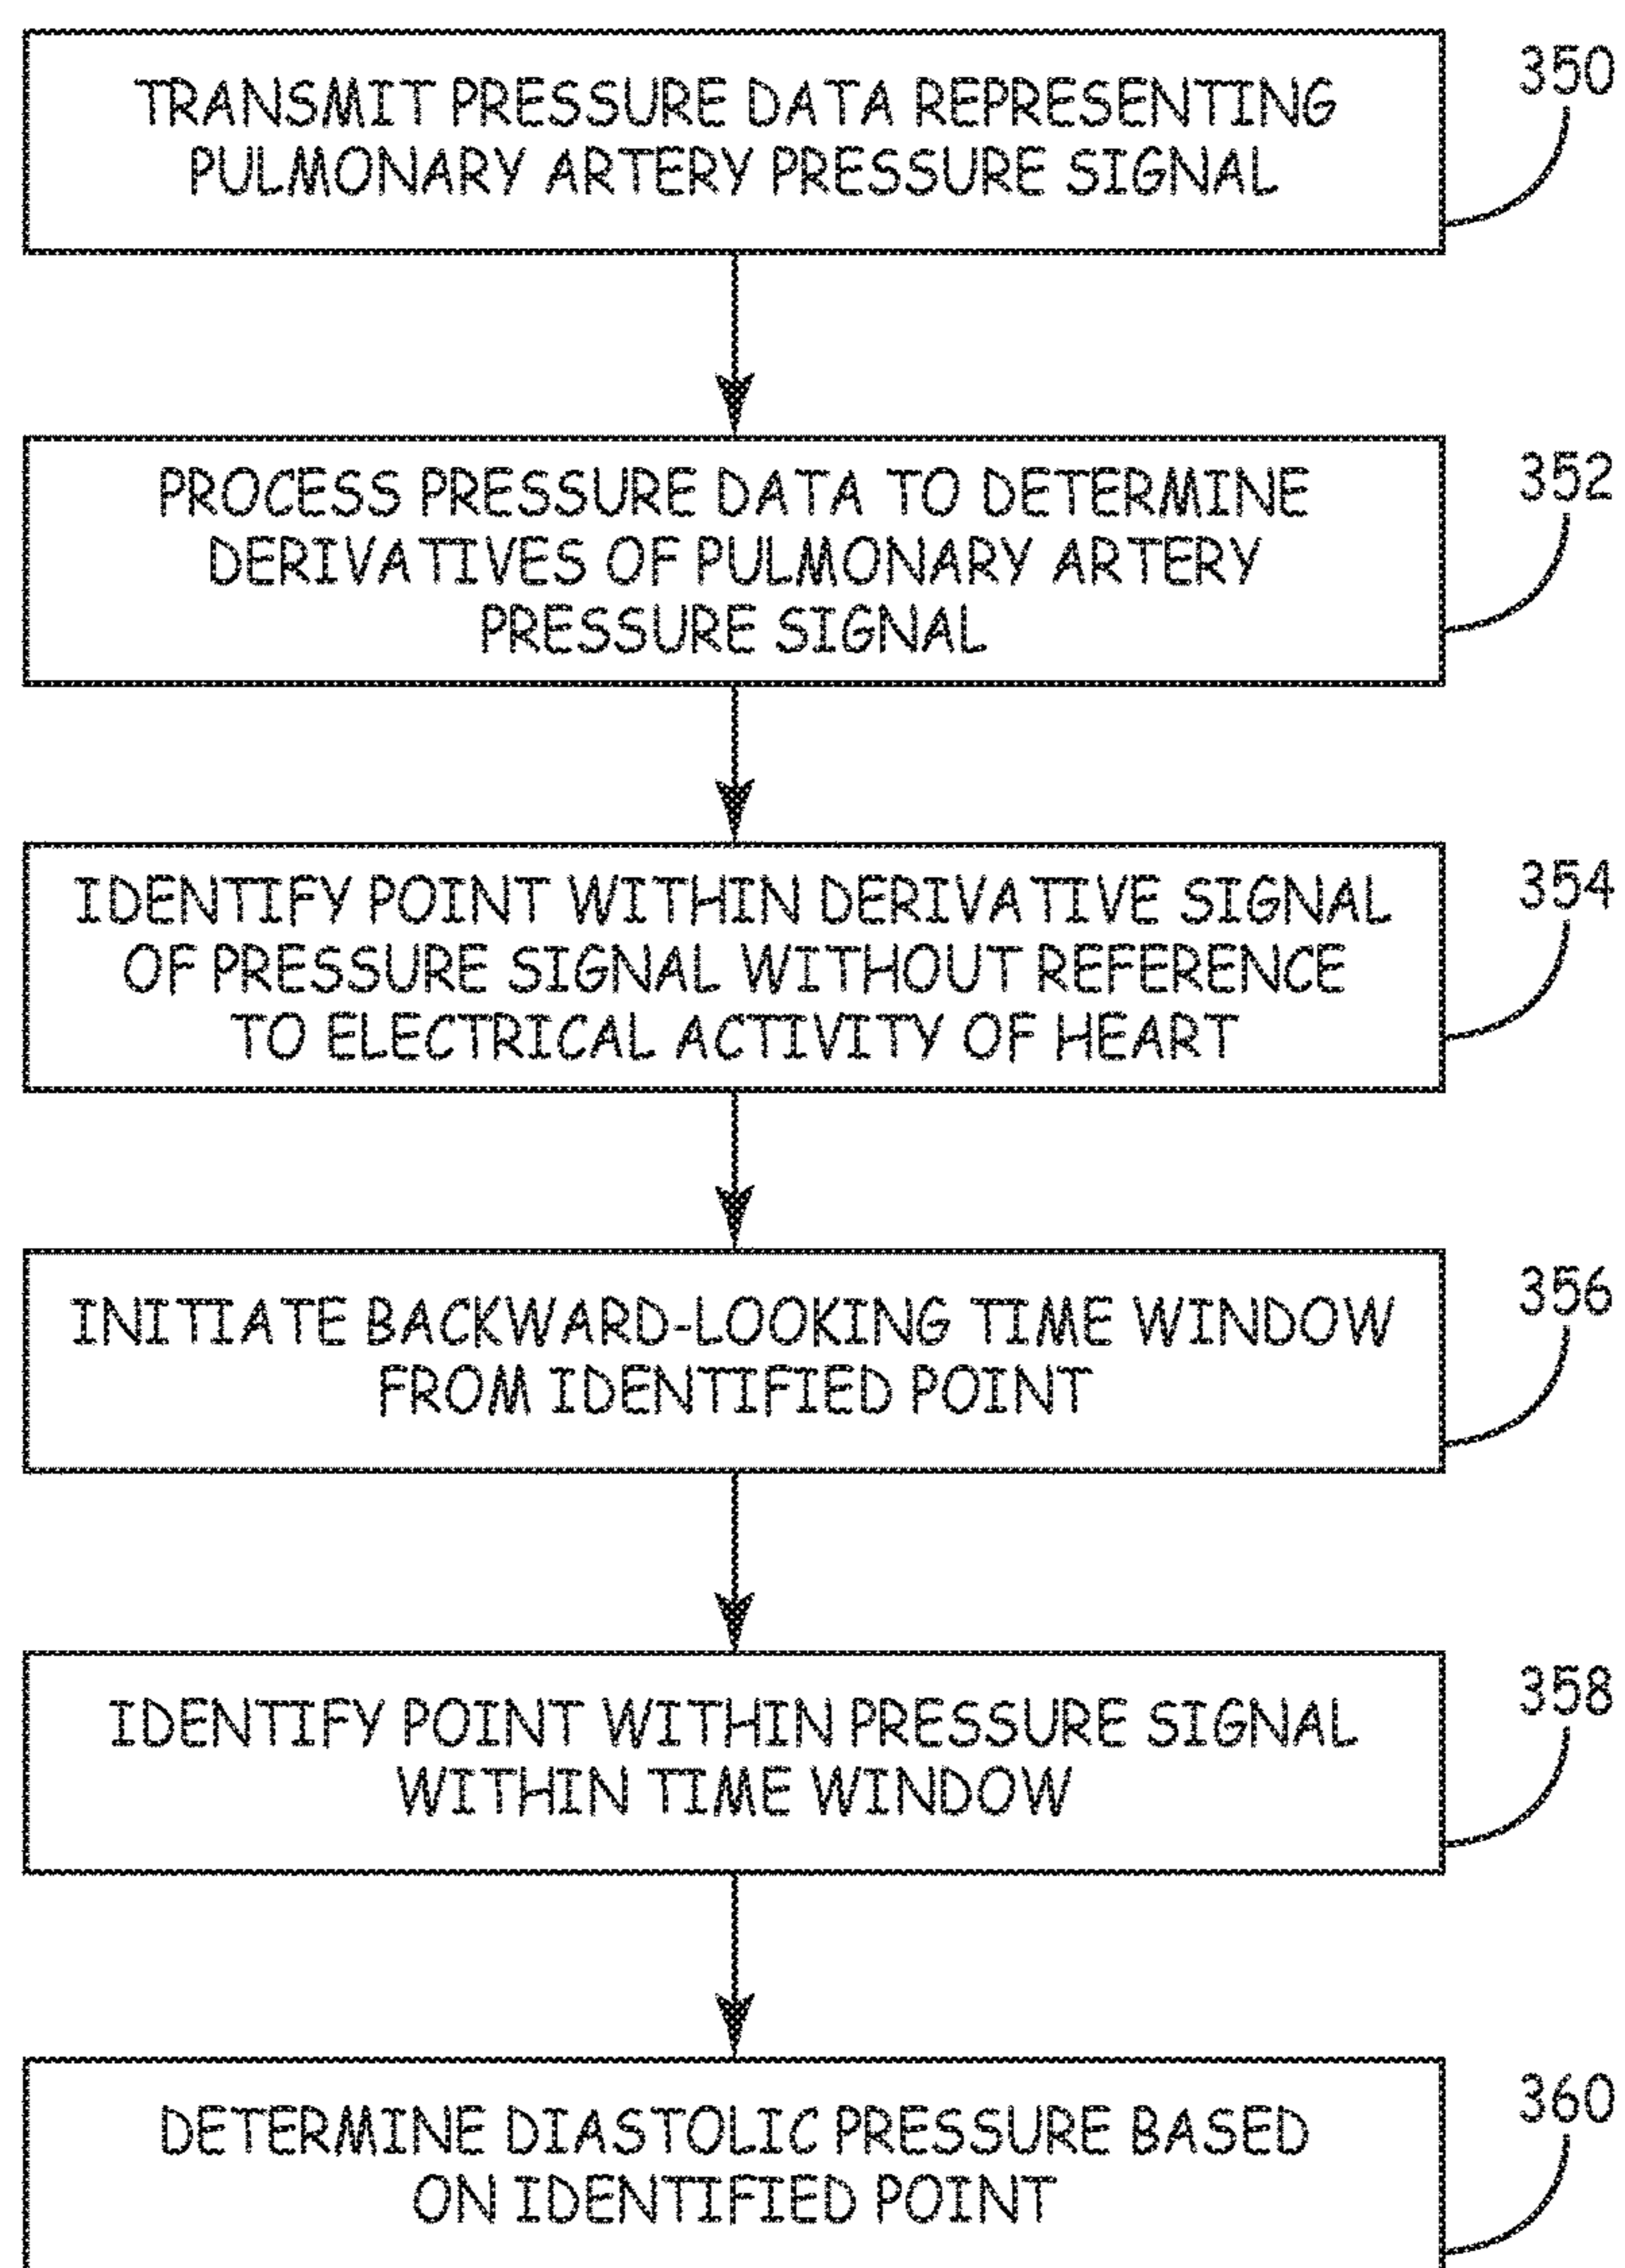 TRANSMIT PRESSURE DATA REPRESENTING
PULMONARY ARTERY PRESSURE SIGNAL
350
PROCESS PRESSURE DATA TO DETERMINE
DERIVATIVES OF PULMONARY ARTERY
PRESSURE SIGNAL
352
IDENTIFY POINT WITHIN DERIVATIVE SIGNAL
OF PRESSURE SIGNAL WITHOUT REFERENCE
TO ELECTRICAL ACTIVITY OF HEART
354
INITIATE BACKWARD-LOOKING TIME WINDOW
FROM IDENTIFIED POINT
356
IDENTIFY POINT WITHIN PRESSURE SIGNAL
WITHIN TIME WINDOW
358
DETERMINE DIASTOLIC PRESSURE BASED
ON IDENTIFIED POINT
360